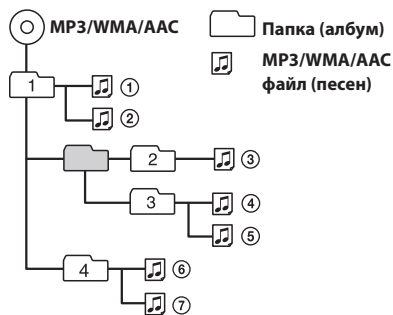 MP3/WMA/AAC
Папка (албум)
MP3/WMA/AAC
файл (песен)
1
①
②
2
③
3
④
⑤
4
⑥
⑦